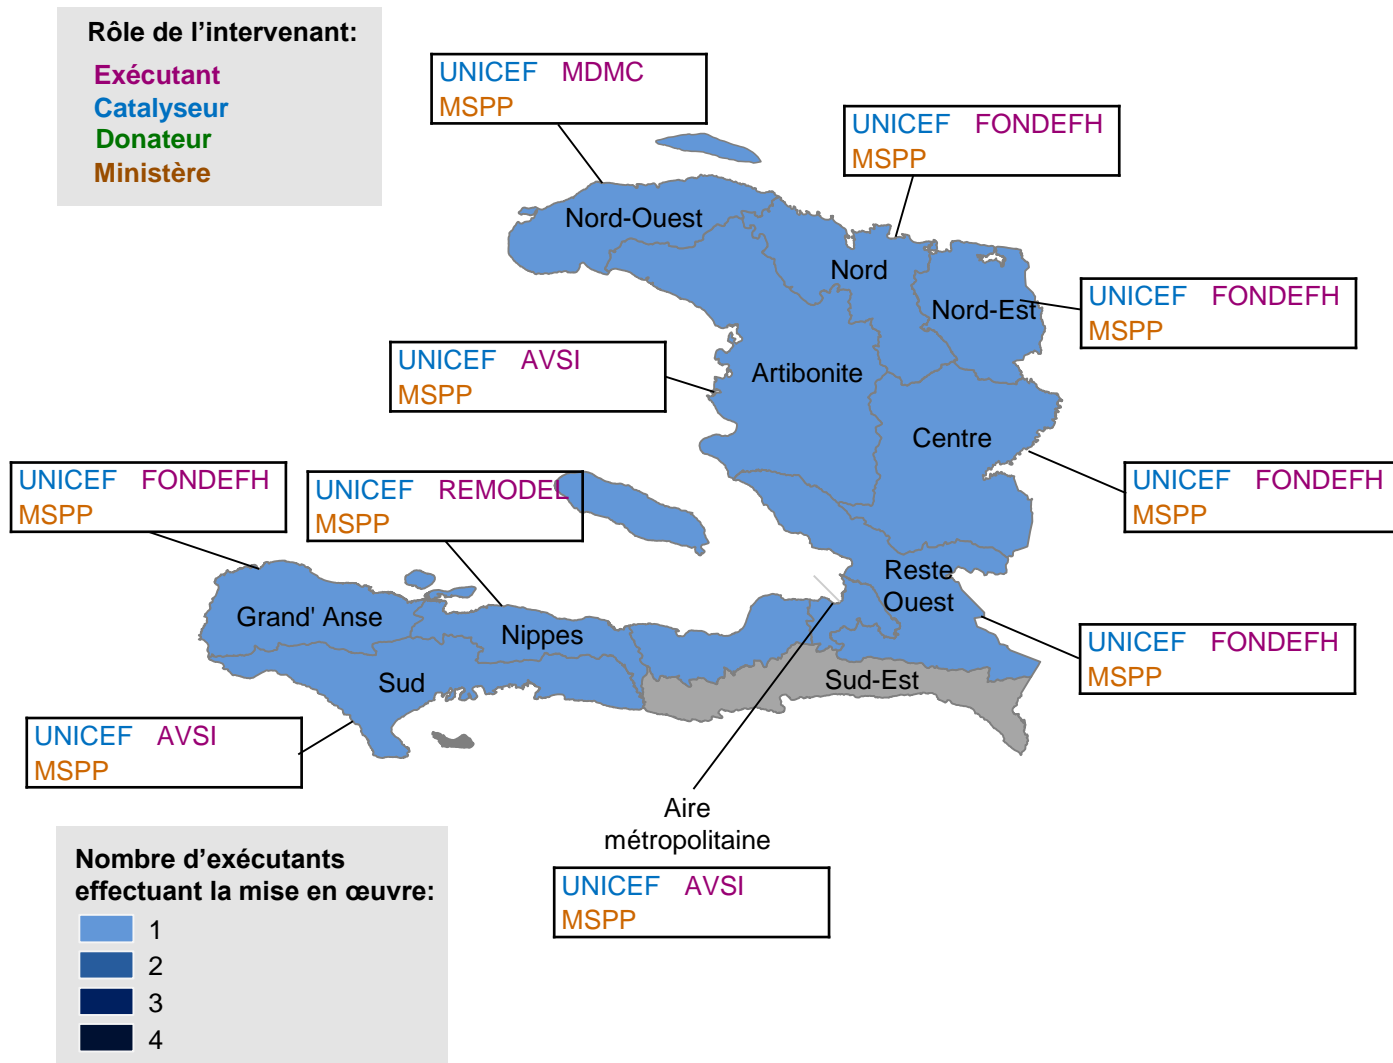 Rôle de l’intervenant:
Exécutant
Catalyseur
Donateur
Ministère
UNICEF MDMC
MSPP
UNICEF FONDEFH
MSPP
Nord-Ouest
Nord
Nord-Est
UNICEF FONDEFH
MSPP
UNICEF AVSI
MSPP
Artibonite
Centre
UNICEF FONDEFH
MSPP
UNICEF REMODEL
MSPP
UNICEF FONDEFH
MSPP
Reste
Ouest
Grand' Anse
Nippes
Sud
Sud-Est
UNICEF FONDEFH
MSPP
UNICEF AVSI
MSPP
Aire
métropolitaine
UNICEF AVSI
MSPP
Nombre d’exécutants
effectuant la mise en œuvre:
1
2
3
4